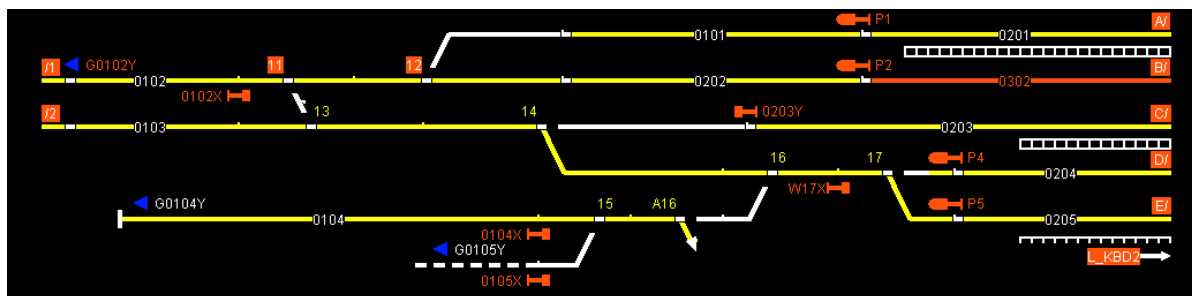 P1 A/
0101 0201
/1 G0102Y 11 12 P2 B/
0102 0202 0302
0102X 13 14 0203Y
/2 C/
0103 0203
16 17 P4 D/
0204
W17X
G0104Y 15 A16 P5 E/
0104 0205
0104X
G0105Y L_KBD2
0105X